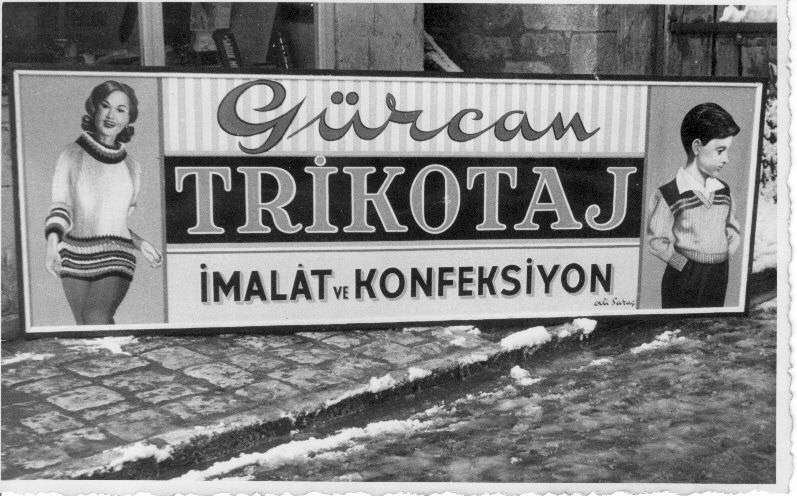 Gürcan
TRİKOTAJ
İMALÂT VE KONFEKSİYON